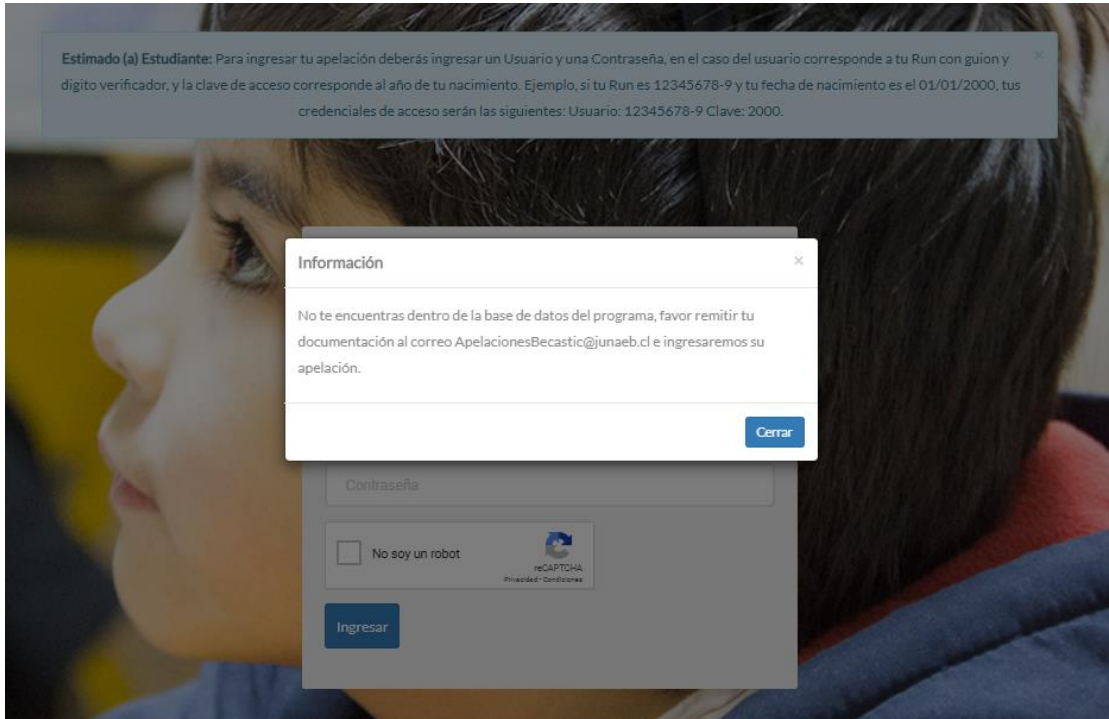 Estimado (a) Estudiante: Para ingresar tu apelación deberás ingresar un Usuario y una Contraseña, en el caso del usuario corresponde a tu Run con guion y
digito verificador, y la clave de acceso corresponde al año de tu nacimiento. Ejemplo, si tu Run es 12345678-9 y tu fecha de nacimiento es el 01/01/2000, tus
credenciales de acceso serán las siguientes: Usuario: 12345678-9 Clave: 2000.
×
Información
×
No te encuentras dentro de la base de datos del programa, favor remitir tu
documentación al correo ApelacionesBecastic@junaeb.cl e ingresaremos su
apelación.
Cerrar
Contraseña
No soy un robot
reCAPTCHA
Privacidad - Condiciones
Ingresar